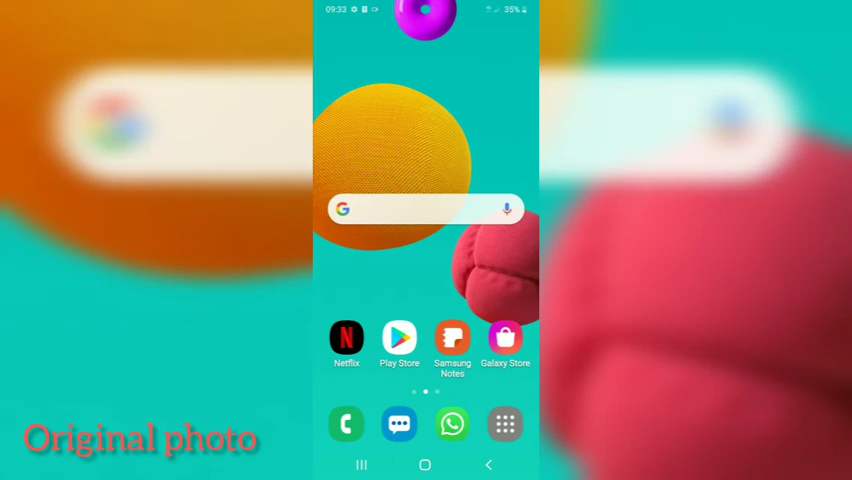 09:33
35%
Netflix
Play Store
Samsung
Notes
Galaxy Store
Original photo